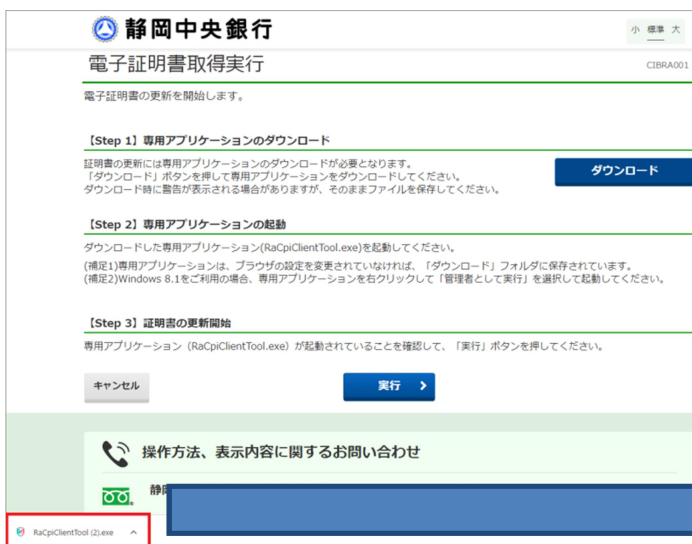 静岡中央銀行
小 標準 大
電子証明書取得実行
CIBRA001
電子証明書の更新を開始します。
【Step 1】専用アプリケーションのダウンロード
証明書の更新には専用アプリケーションのダウンロードが必要となります。
「ダウンロード」ボタンを押して専用アプリケーションをダウンロードしてください。
ダウンロード時に警告が表示される場合がありますが、そのままファイルを保存してください。
ダウンロード
【Step 2】専用アプリケーションの起動
ダウンロードした専用アプリケーション(RaCpiClientTool.exe)を起動してください。
(補足1)専用アプリケーションは、ブラウザの設定を変更されていなければ、「ダウンロード」フォルダに保存されています。
(補足2)Windows 8.1をご利用の場合、専用アプリケーションを右クリックして「管理者として実行」を選択して起動してください。
【Step 3】証明書の更新開始
専用アプリケーション（RaCpiClientTool.exe）が起動されていることを確認して、「実行」ボタンを押してください。
キャンセル
実行
操作方法、表示内容に関するお問い合わせ
静
RaCpiClientTool (2).exe